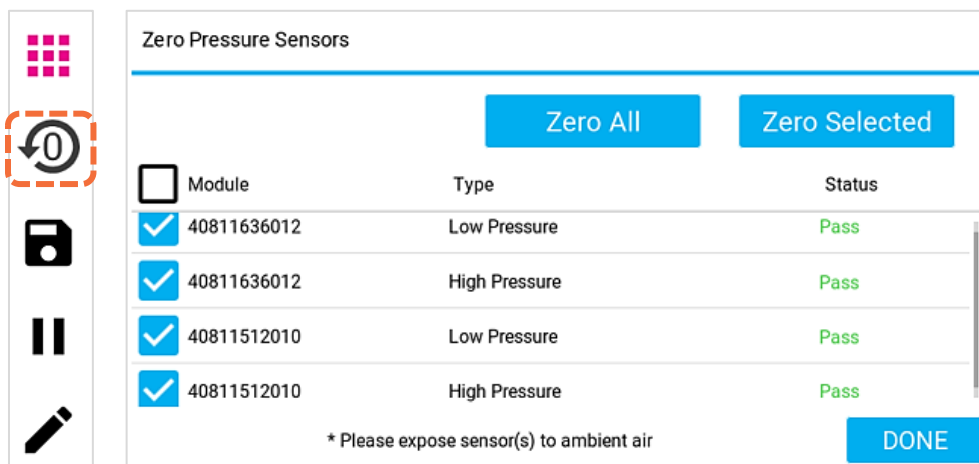 Zero Pressure Sensors
0
Zero All Zero Selected
Module Type Status
40811636012 Low Pressure Pass
40811636012 High Pressure Pass
40811512010 Low Pressure Pass
40811512010 High Pressure Pass
* Please expose sensor(s) to ambient air DONE